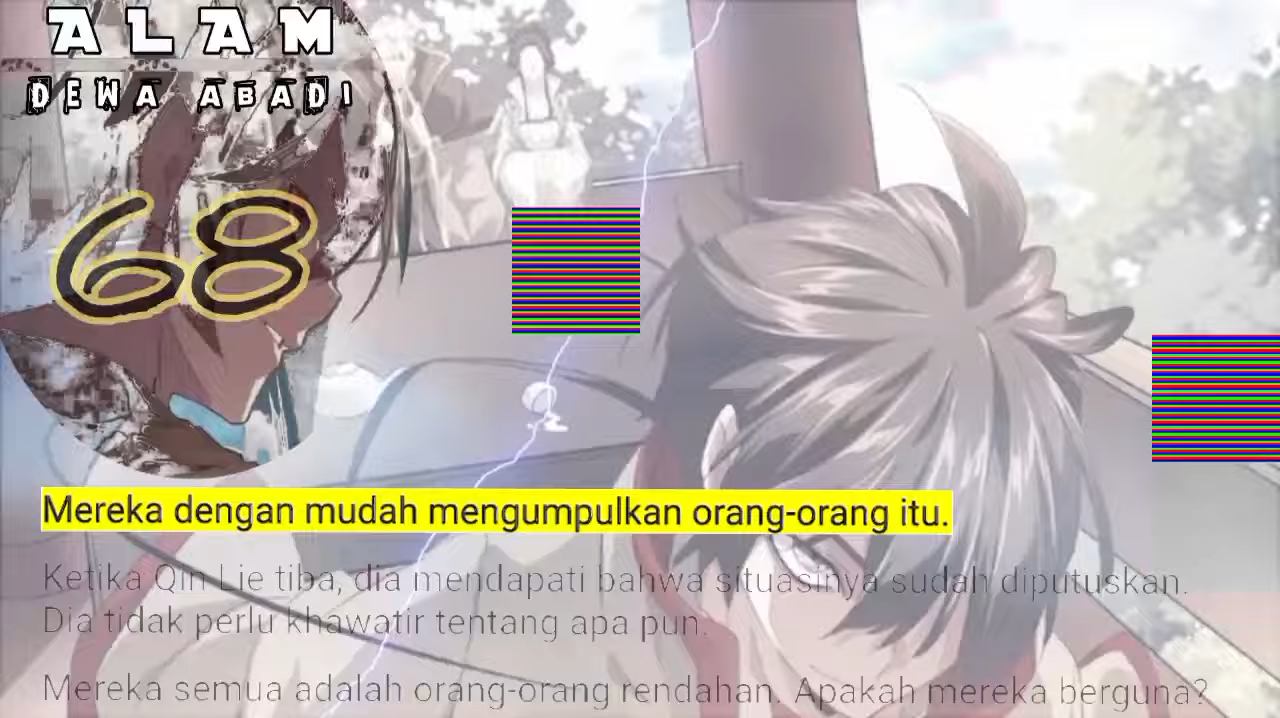 ALAM
DEWA ABADI
68
Mereka dengan mudah mengumpulkan orang-orang itu.
Ketika Qin Lie tiba, dia mendapati bahwa situasinya sudah diputuskan.
Dia tidak perlu khawatir tentang apa pun.
Mereka semua adalah orang-orang rendahan. Apakah mereka berguna?